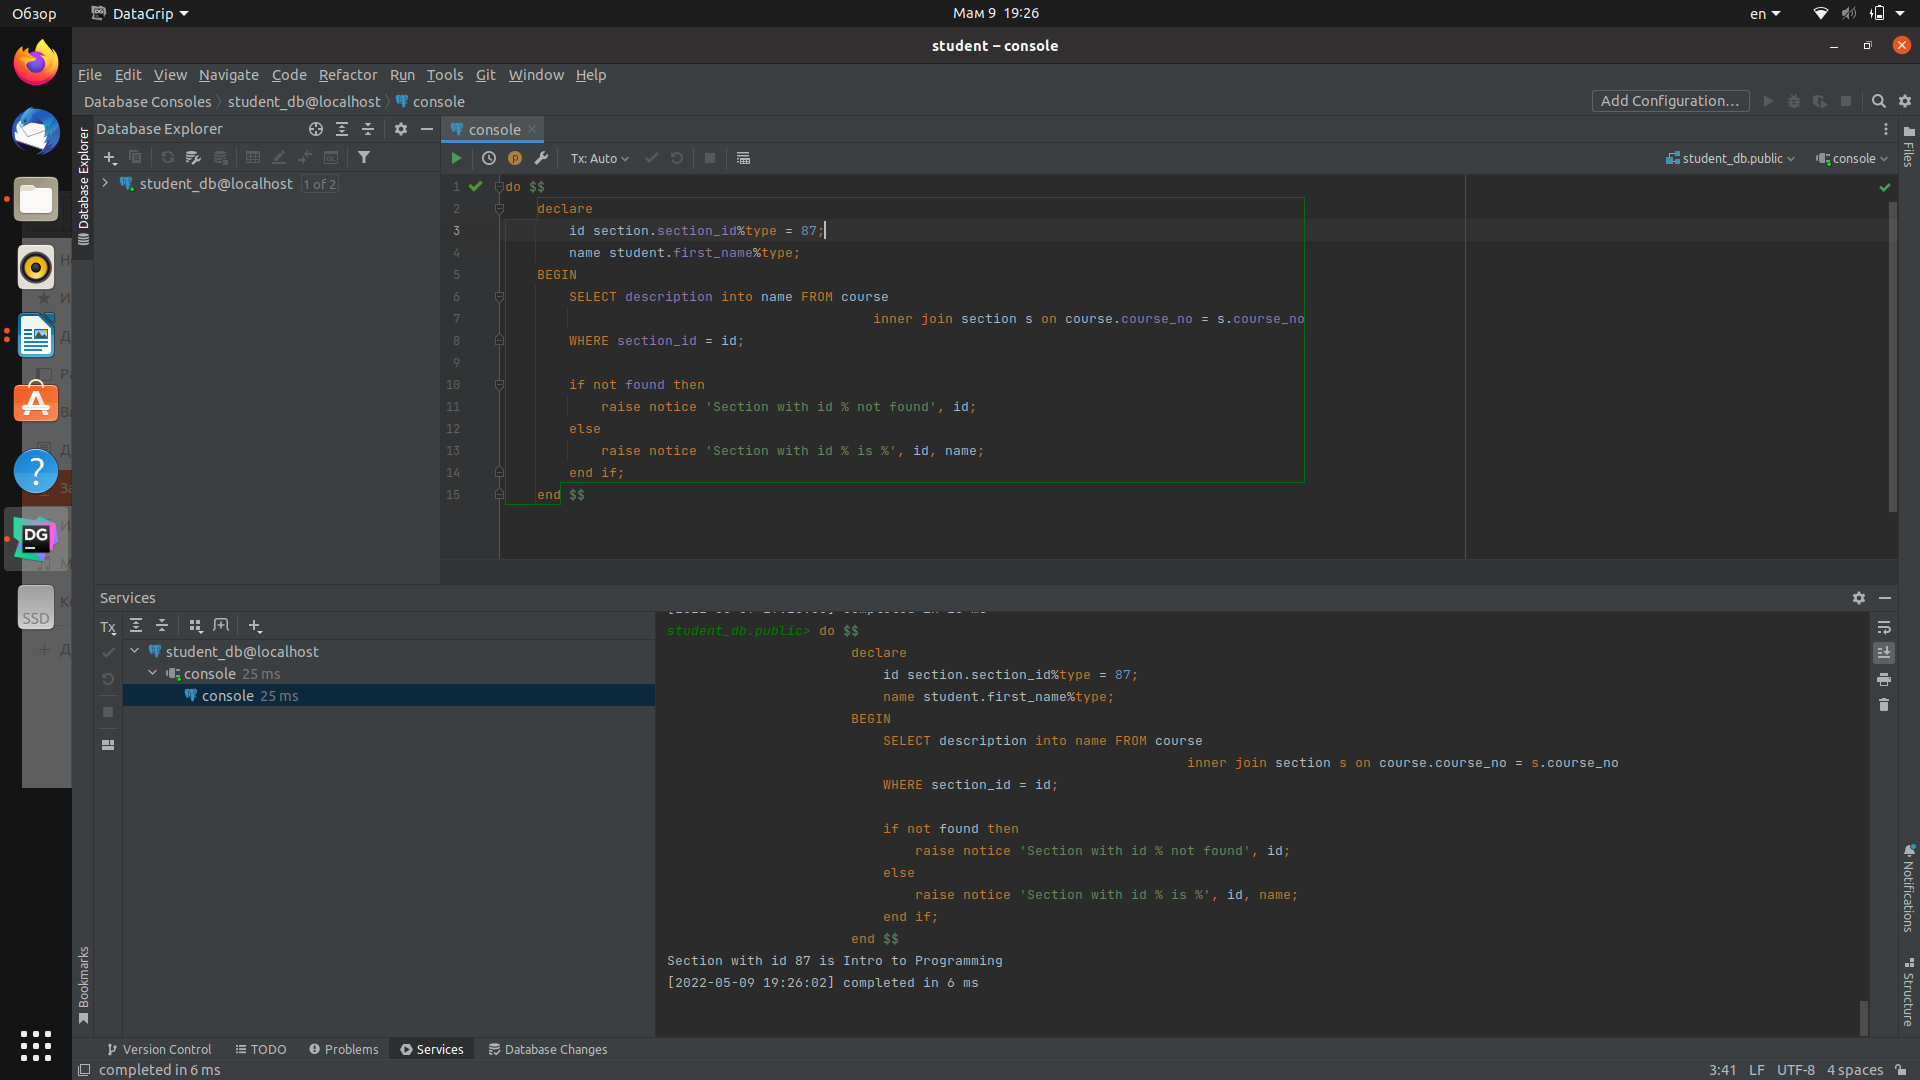 Обзор DataGrip Мам 9 19:26 en
student – console
File Edit View Navigate Code Refactor Run Tools Git Window Help
Database Consoles student_db@localhost console Add Configuration...
Database Explorer console
Tx: Auto student_db.public console
student_db@localhost 1 of 2
Database Explorer
Files
1 do $$
2 declare
3 id section.section_id%type = 87;
4 name student.first_name%type;
5 BEGIN
6 SELECT description into name FROM course
7 inner join section s on course.course_no = s.course_no
8 WHERE section_id = id;
9
10 if not found then
11 raise notice 'Section with id % not found', id;
12 else
13 raise notice 'Section with id % is %', id, name;
14 end if;
15 end $$
DG
SSD
Services
Tx
student_db@localhost
console 25 ms
console 25 ms
student_db.public> do $$
declare
id section.section_id%type = 87;
name student.first_name%type;
BEGIN
SELECT description into name FROM course
inner join section s on course.course_no = s.course_no
WHERE section_id = id;
if not found then
raise notice 'Section with id % not found', id;
else
raise notice 'Section with id % is %', id, name;
end if;
end $$
Section with id 87 is Intro to Programming
[2022-05-09 19:26:02] completed in 6 ms
Notifications
Structure
Bookmarks
Version Control TODO Problems Services Database Changes
completed in 6 ms 3:41 LF UTF-8 4 spaces